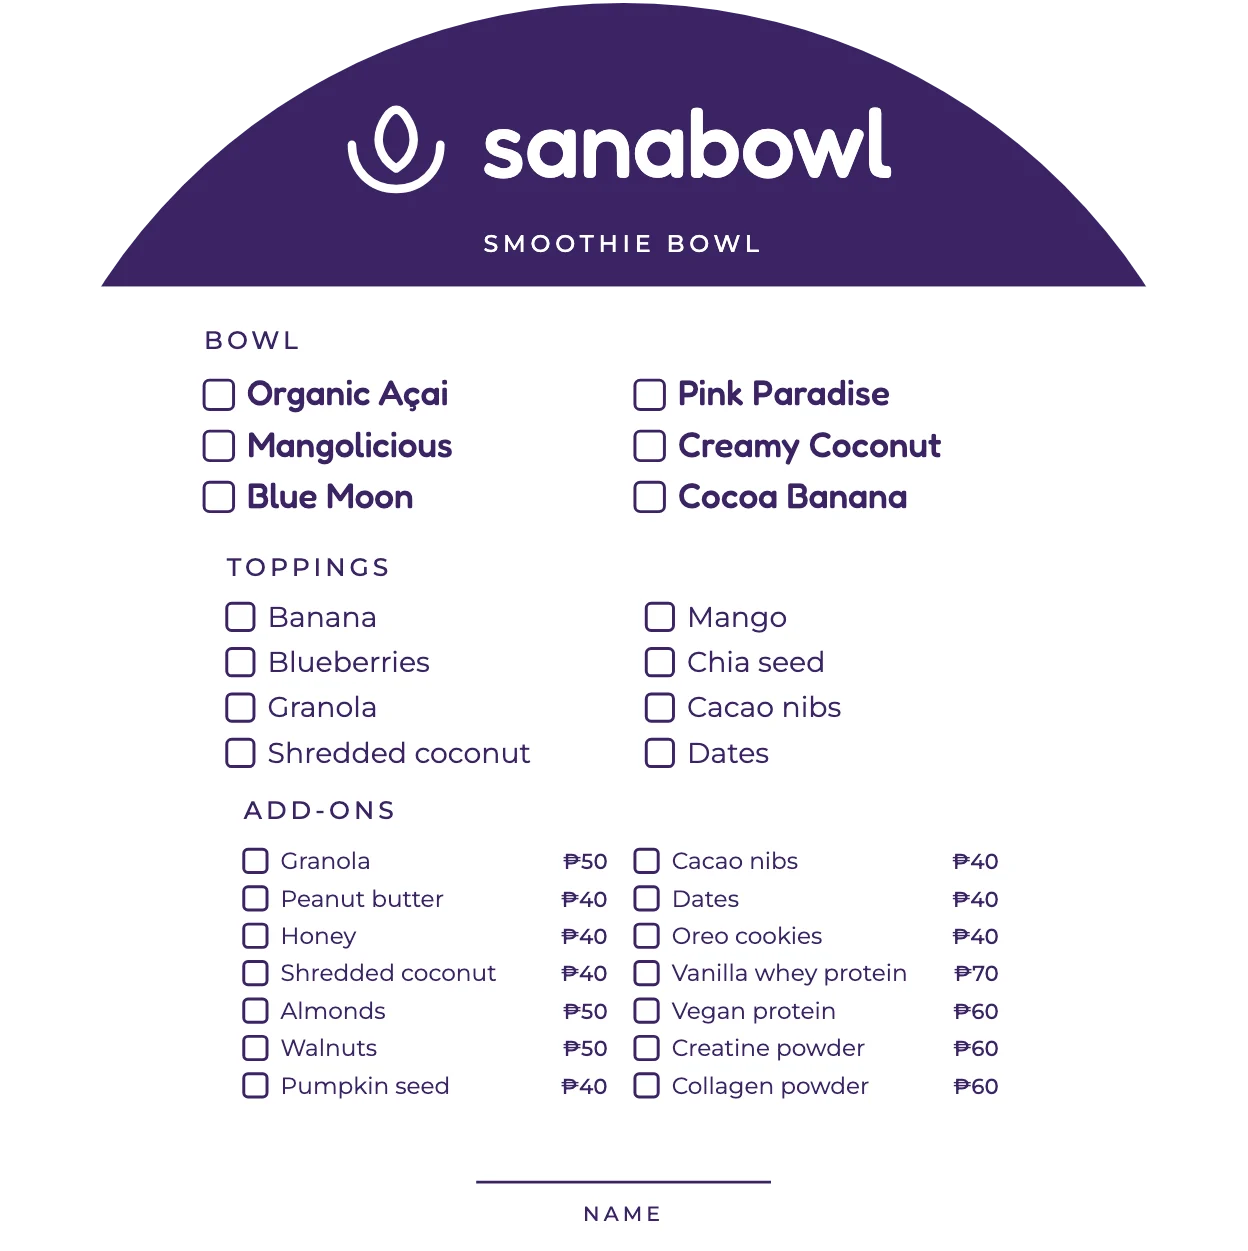 sanabowl
SMOOTHIE BOWL
BOWL
Organic Açai
Mangolicious
Blue Moon
Pink Paradise
Creamy Coconut
Cocoa Banana
TOPPINGS
Banana
Blueberries
Granola
Shredded coconut
Mango
Chia seed
Cacao nibs
Dates
ADD-ONS
Granola ₱50
Peanut butter ₱40
Honey ₱40
Shredded coconut ₱40
Almonds ₱50
Walnuts ₱50
Pumpkin seed ₱40
Cacao nibs ₱40
Dates ₱40
Oreo cookies ₱40
Vanilla whey protein ₱70
Vegan protein ₱60
Creatine powder ₱60
Collagen powder ₱60
NAME